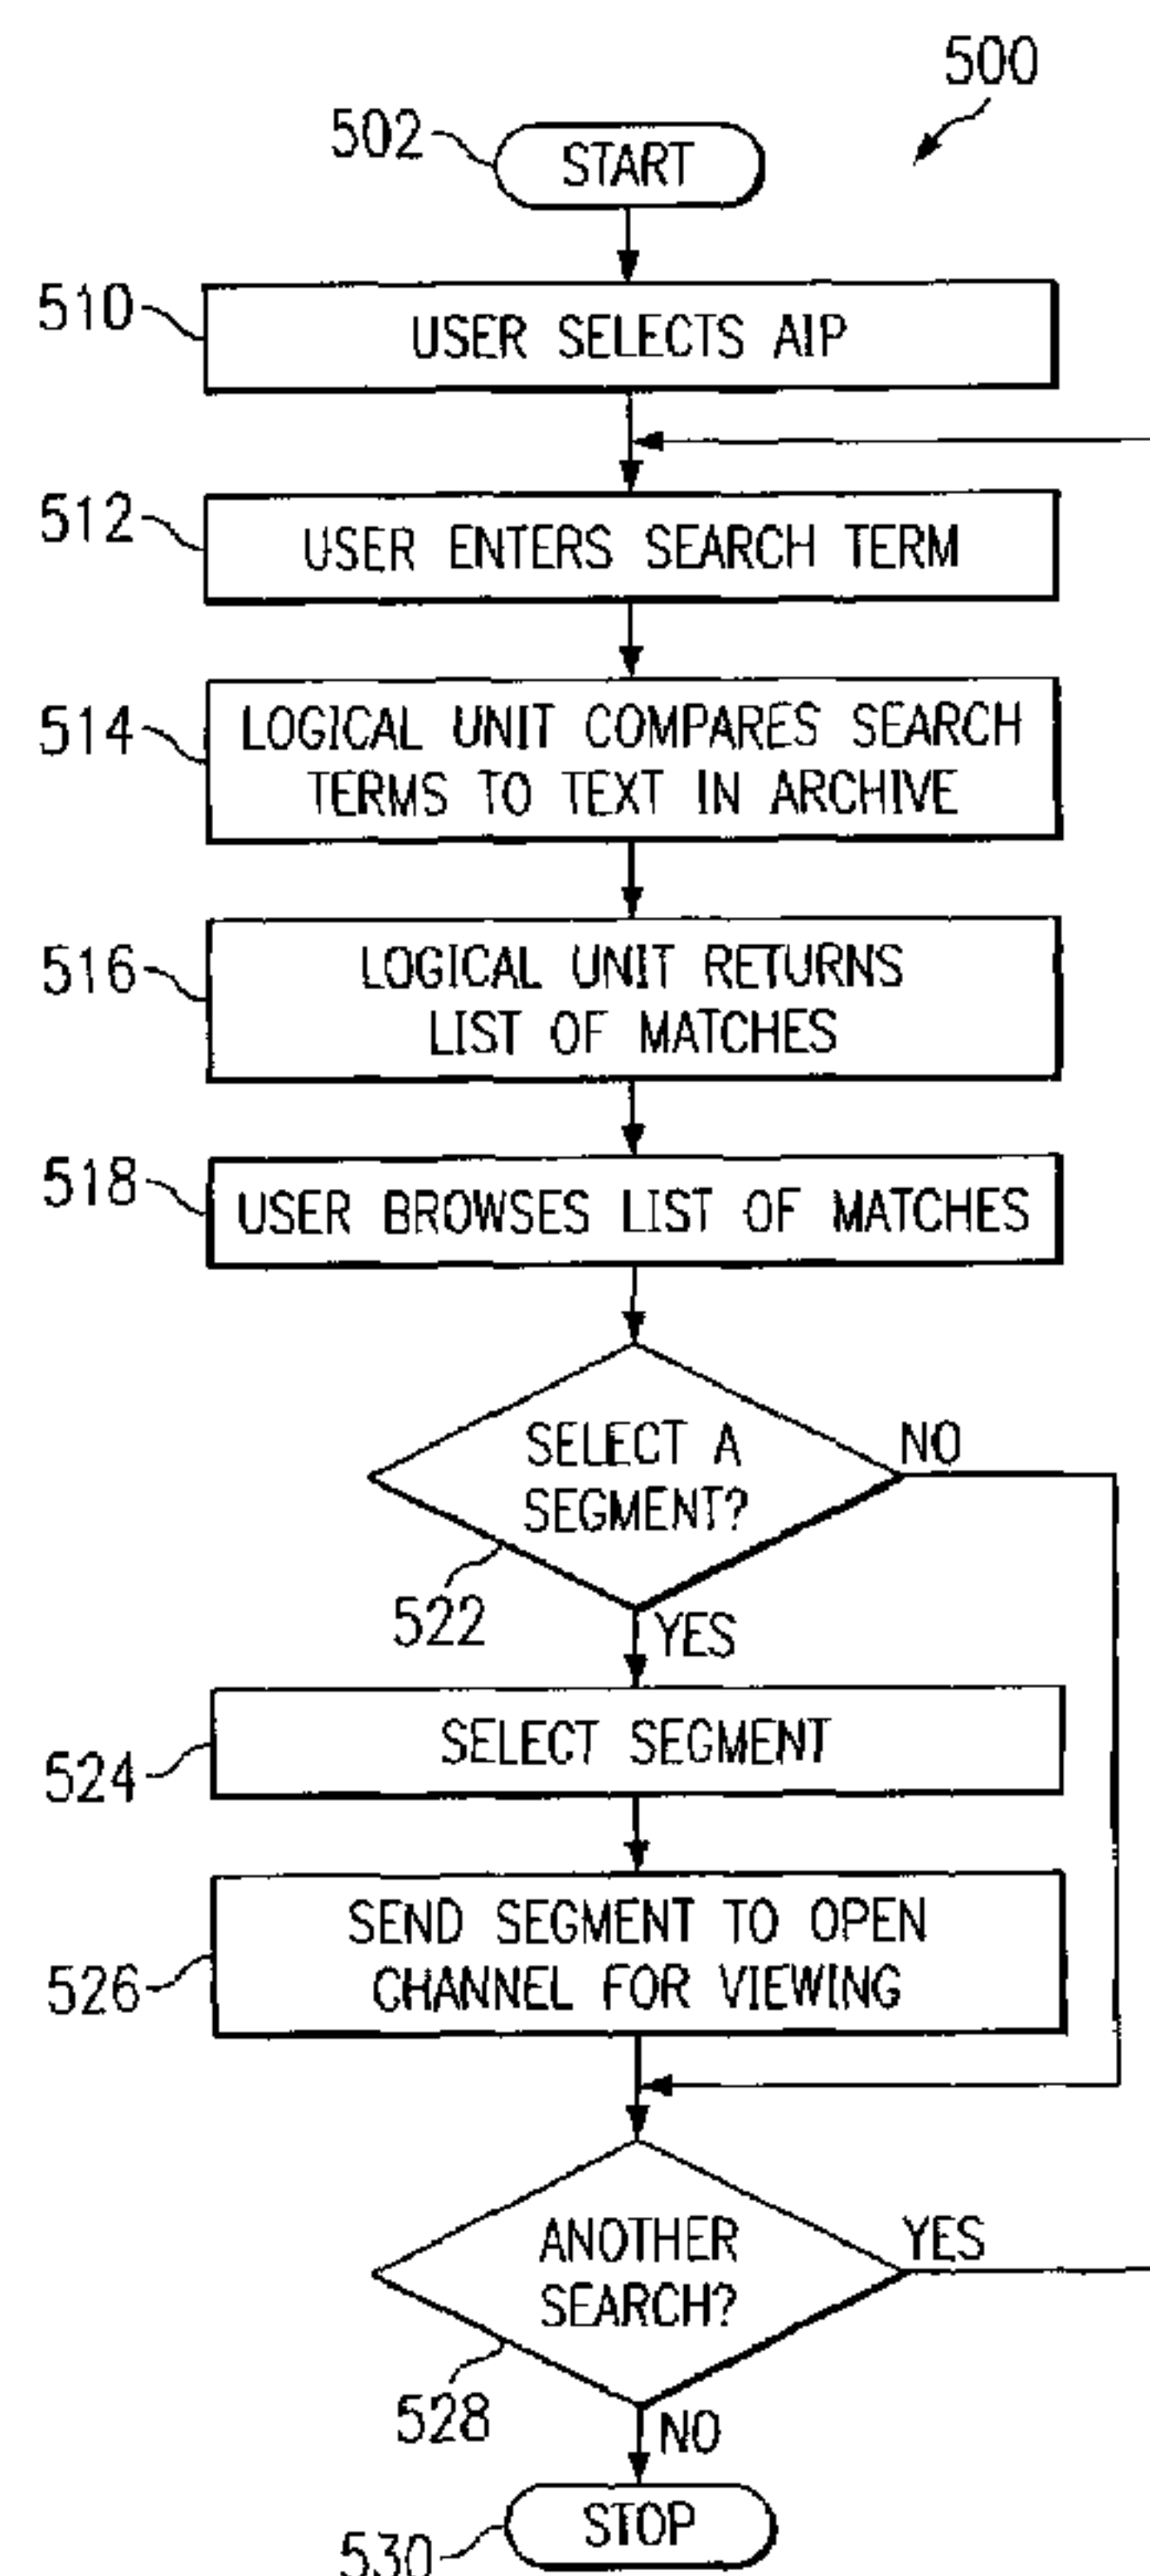 500
502
START
510
USER SELECTS AIP
512
USER ENTERS SEARCH TERM
514
LOGICAL UNIT COMPARES SEARCH
TERMS TO TEXT IN ARCHIVE
516
LOGICAL UNIT RETURNS
LIST OF MATCHES
518
USER BROWSES LIST OF MATCHES
SELECT A
SEGMENT?
NO
522
YES
524
SELECT SEGMENT
526
SEND SEGMENT TO OPEN
CHANNEL FOR VIEWING
ANOTHER
SEARCH?
YES
528
NO
530
STOP